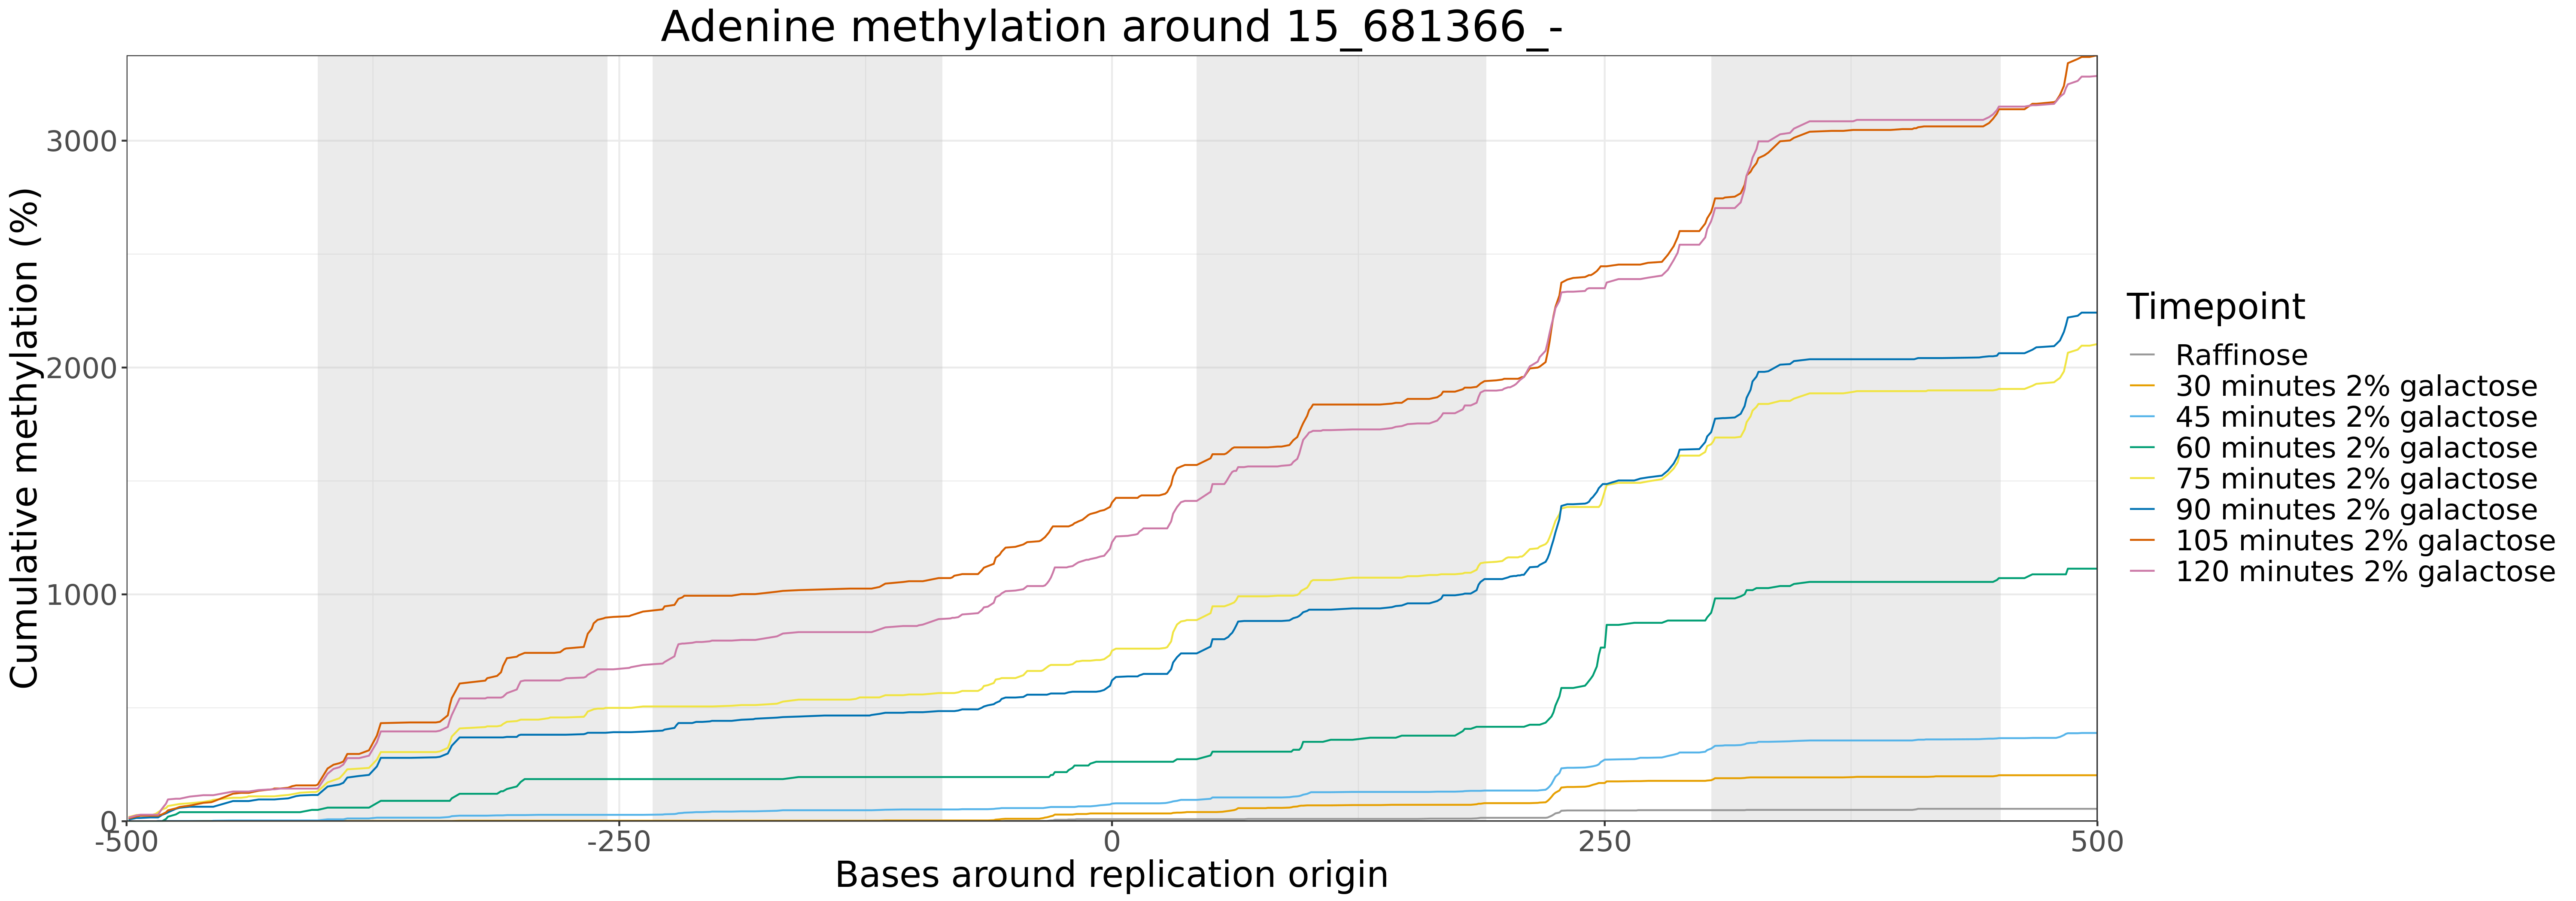 Adenine methylation around 15_681366_-
Cumulative methylation (%)
3000
2000
1000
0
-500
-250
0
250
500
Bases around replication origin
Timepoint
Raffinose
30 minutes 2% galactose
45 minutes 2% galactose
60 minutes 2% galactose
75 minutes 2% galactose
90 minutes 2% galactose
105 minutes 2% galactose
120 minutes 2% galactose